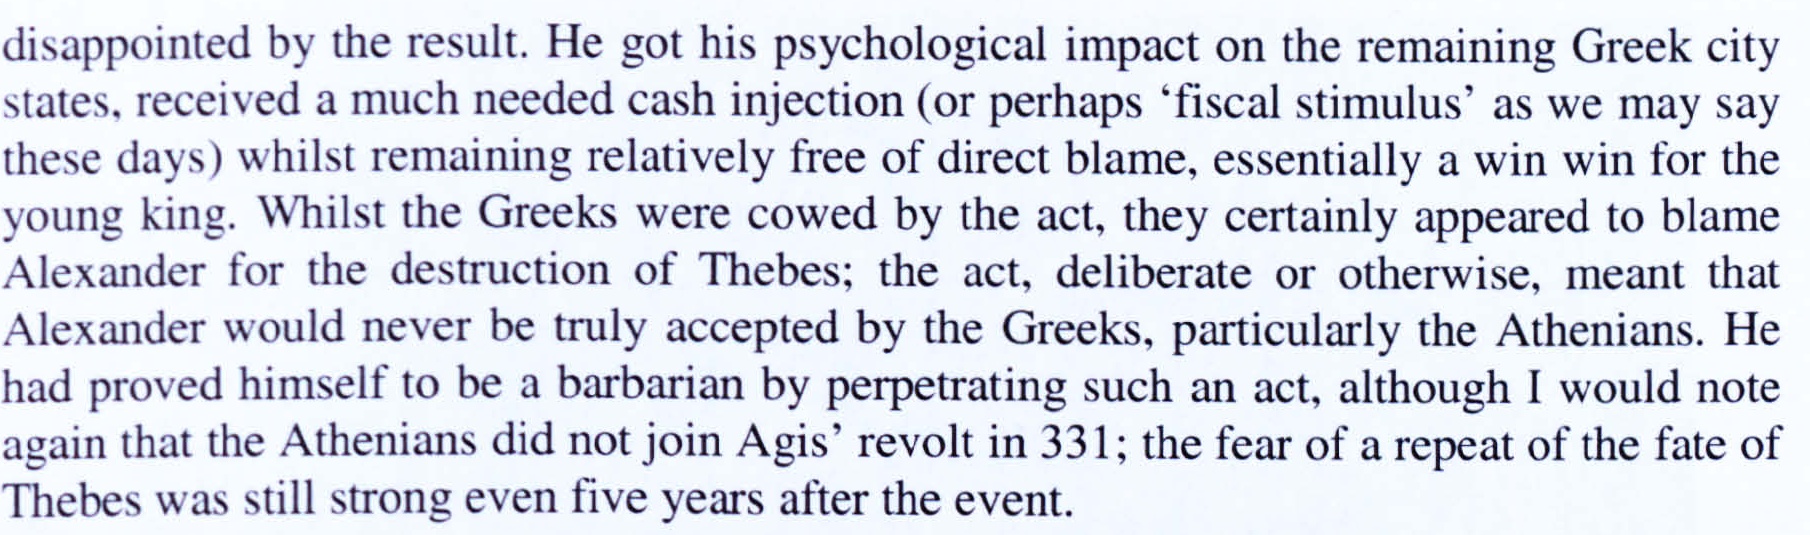 disappointed by the result. He got his psychological impact on the remaining Greek city
states, received a much needed cash injection (or perhaps ‘fiscal stimulus’ as we may say
these days) whilst remaining relatively free of direct blame, essentially a win win for the
young king. Whilst the Greeks were cowed by the act, they certainly appeared to blame
Alexander for the destruction of Thebes; the act, deliberate or otherwise, meant that
Alexander would never be truly accepted by the Greeks, particularly the Athenians. He
had proved himself to be a barbarian by perpetrating such an act, although I would note
again that the Athenians did not join Agis’ revolt in 331; the fear of a repeat of the fate of
Thebes was still strong even five years after the event.